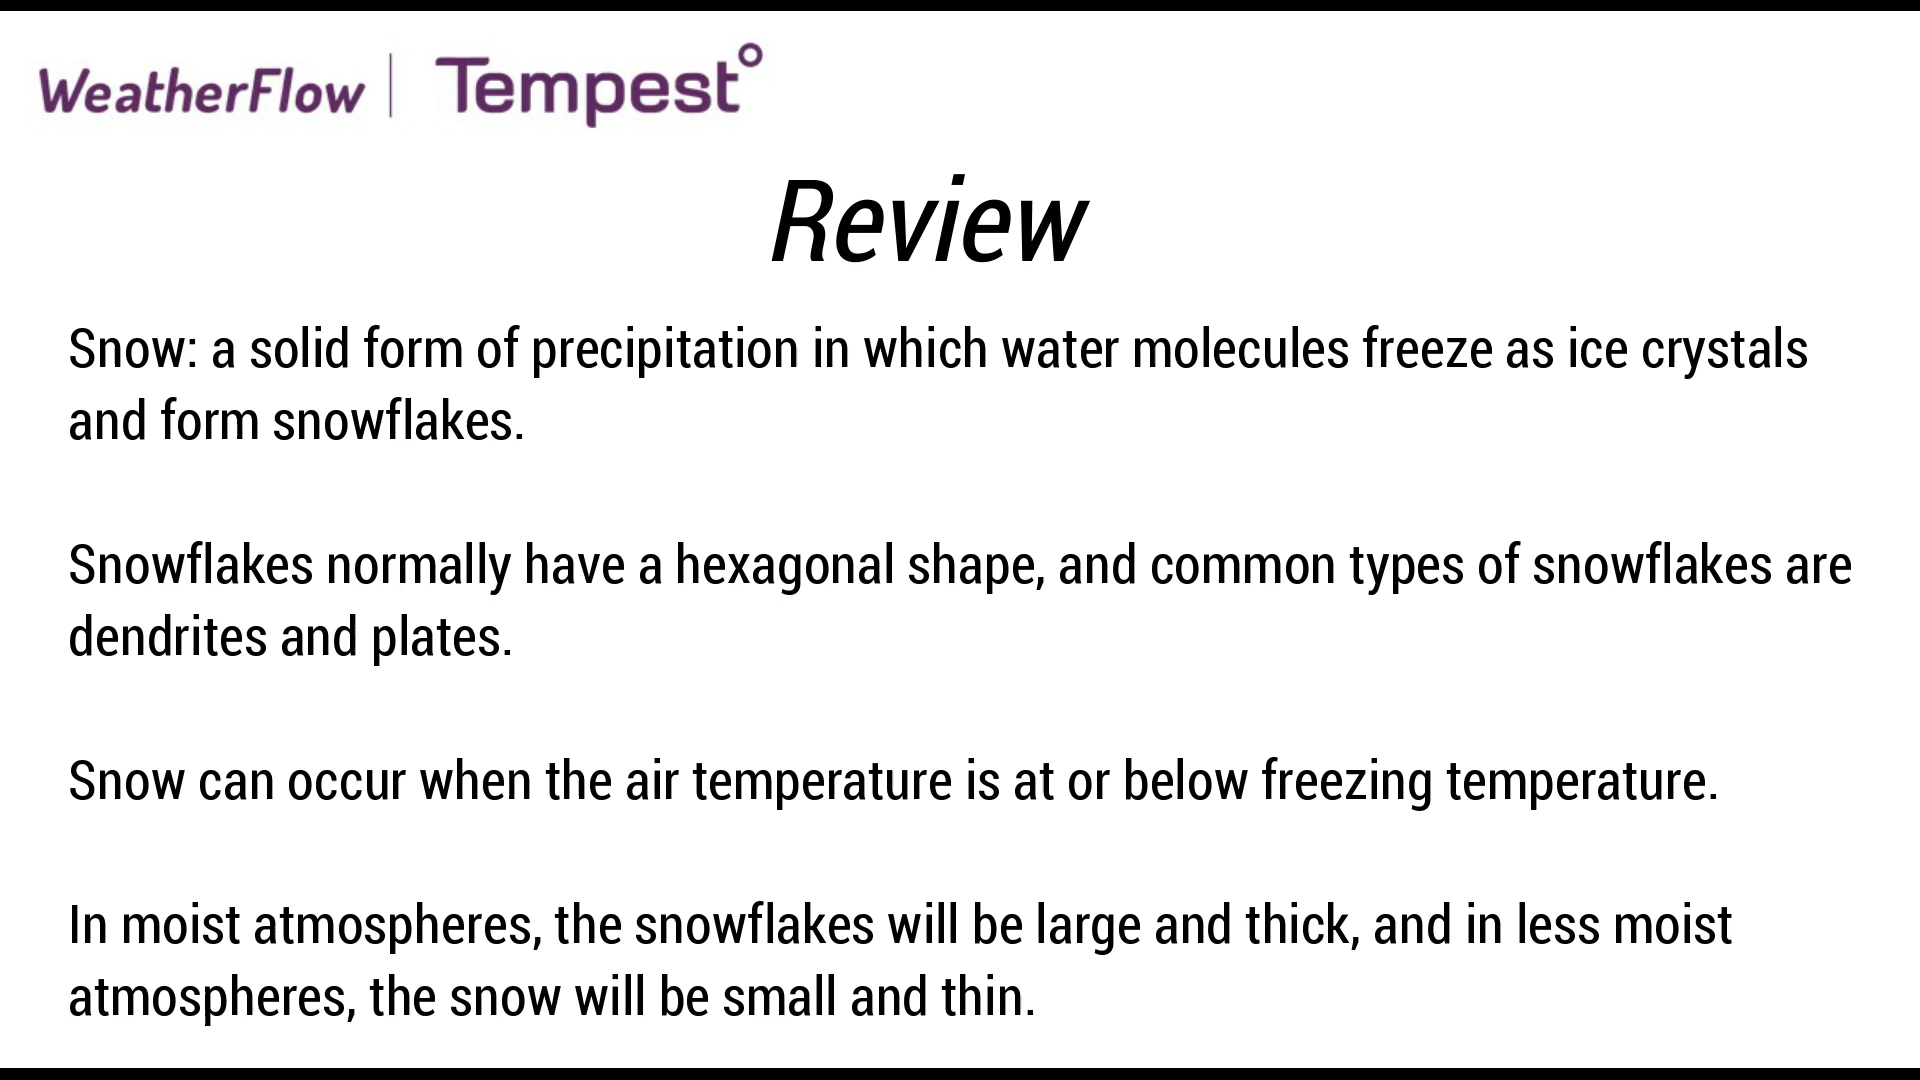 WeatherFlow | Tempest°
Review
Snow: a solid form of precipitation in which water molecules freeze as ice crystals
and form snowflakes.
Snowflakes normally have a hexagonal shape, and common types of snowflakes are
dendrites and plates.
Snow can occur when the air temperature is at or below freezing temperature.
In moist atmospheres, the snowflakes will be large and thick, and in less moist
atmospheres, the snow will be small and thin.